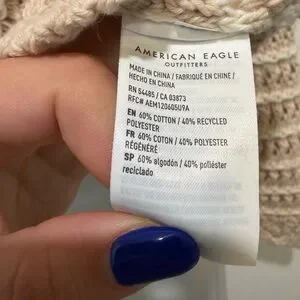 AMERICAN EAGLE
OUTFITTERS
MADE IN CHINA / FABRIQUÉ EN CHINE /
HECHO EN CHINA
RN 54485 / CA 03873
RFC# AEM120605U9A
EN 60% COTTON / 40% RECYCLED
POLYESTER
FR 60% COTON / 40% POLYESTER
RÉGÉNÉRÉ
SP 60% algodón / 40% poliéster
reciclado